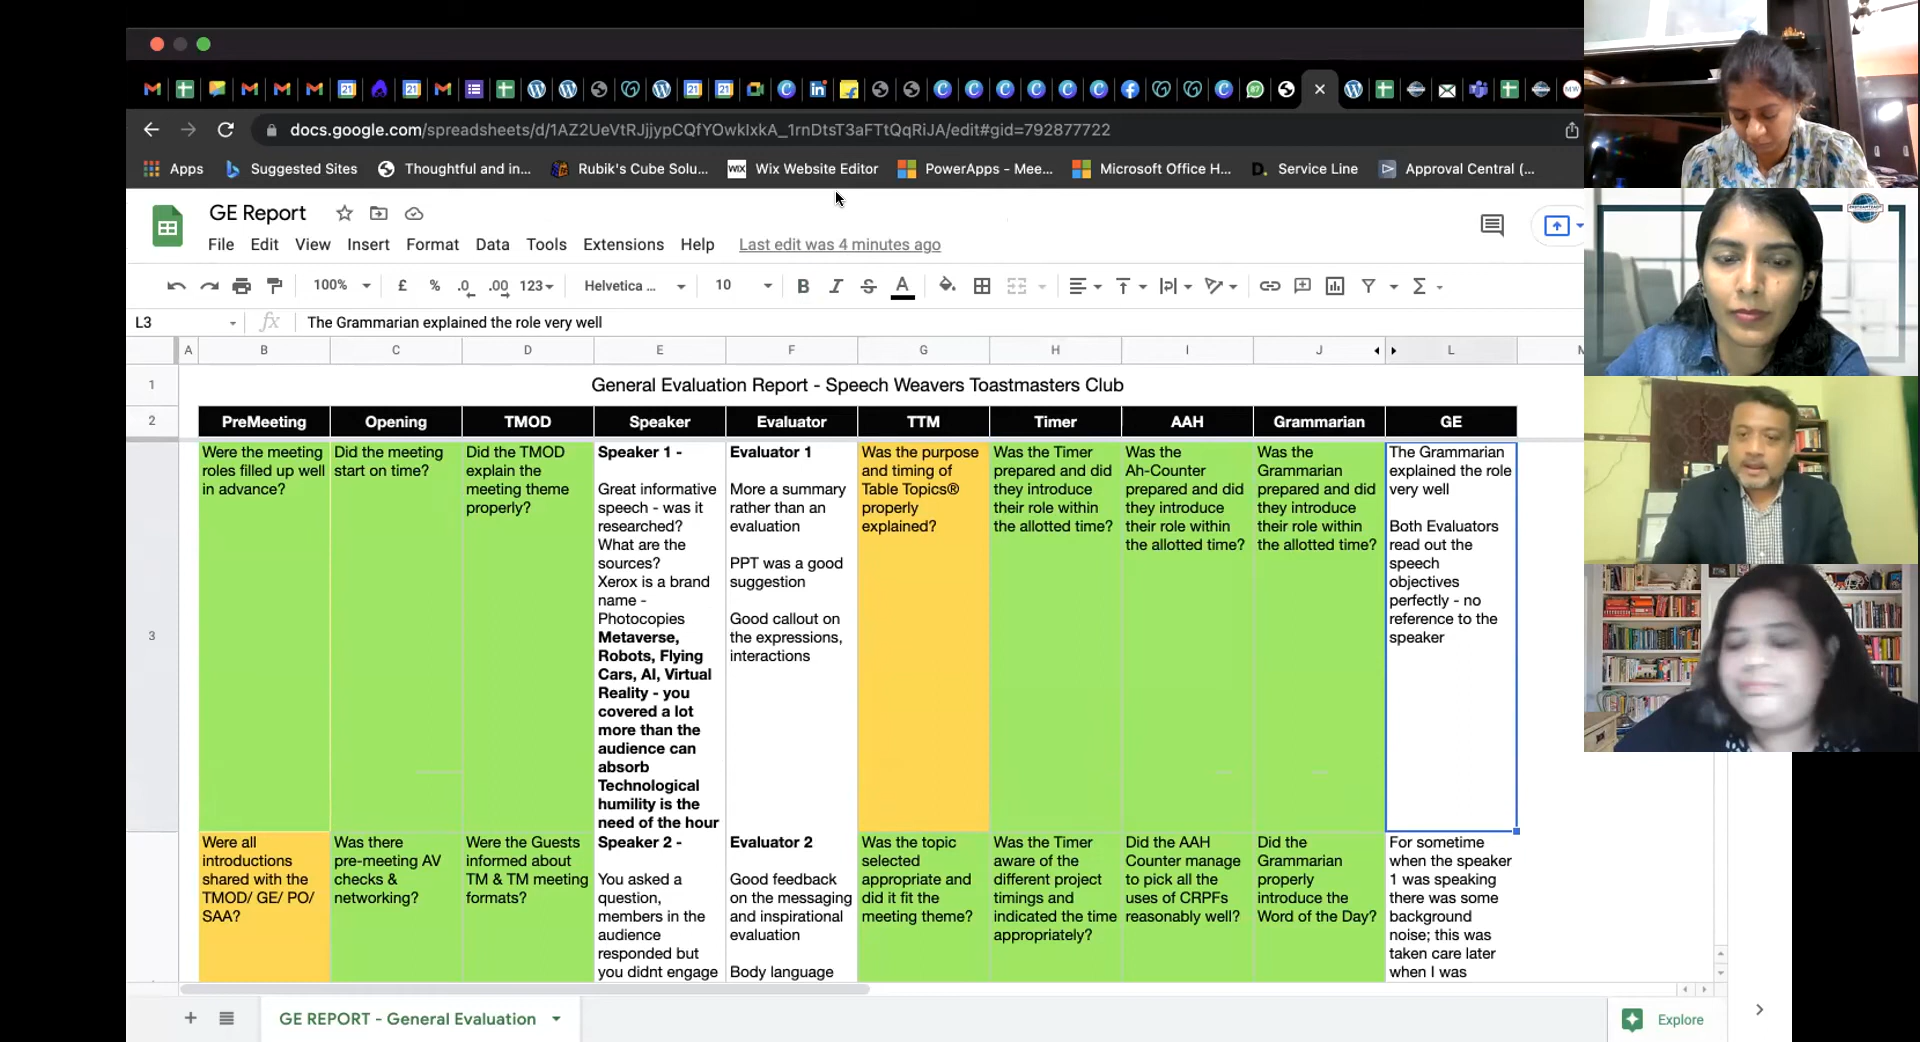 docs.google.com/spreadsheets/d/1AZ2UeVtRJjjypCQfYOwklxkA_1rnDtsT3aFTtQqRiJA/edit#gid=792877722
Apps
Suggested Sites
Thoughtful and in...
Rubik's Cube Solu...
WIX
Wix Website Editor
PowerApps - Mee...
Microsoft Office H...
D.
Service Line
Approval Central (...
GE Report
File Edit View Insert Format Data Tools Extensions Help Last edit was 4 minutes ago
100% £ % .0 .00 123 Helvetica ... 10 B I S A Σ
L3 fx The Grammarian explained the role very well
A B C D E F G H I J L
1
General Evaluation Report - Speech Weavers Toastmasters Club
2
PreMeeting Opening TMOD Speaker Evaluator TTM Timer AAH Grammarian GE
3
Were the meeting
roles filled up well
in advance?
Did the meeting
start on time?
Did the TMOD
explain the
meeting theme
properly?
Speaker 1 -
Great informative
speech - was it
researched?
What are the
sources?
Xerox is a brand
name -
Photocopies
Metaverse,
Robots, Flying
Cars, AI, Virtual
Reality - you
covered a lot
more than the
audience can
absorb
Technological
humility is the
need of the hour
Evaluator 1
More a summary
rather than an
evaluation
PPT was a good
suggestion
Good callout on
the expressions,
interactions
Was the purpose
and timing of
Table Topics®
properly
explained?
Was the Timer
prepared and did
they introduce
their role within
the allotted time?
Was the
Ah-Counter
prepared and did
they introduce
their role within
the allotted time?
Was the
Grammarian
prepared and did
they introduce
their role within
the allotted time?
The Grammarian
explained the role
very well
Both Evaluators
read out the
speech
objectives
perfectly - no
reference to the
speaker
Were all
introductions
shared with the
TMOD/ GE/ PO/
SAA?
Was there
pre-meeting AV
checks &
networking?
Were the Guests
informed about
TM & TM meeting
formats?
Speaker 2 -
You asked a
question,
members in the
audience
responded but
you didnt engage
Evaluator 2
Good feedback
on the messaging
and inspirational
evaluation
Body language
Was the topic
selected
appropriate and
did it fit the
meeting theme?
Was the Timer
aware of the
different project
timings and
indicated the time
appropriately?
Did the AAH
Counter manage
to pick all the
uses of CRPFs
reasonably well?
Did the
Grammarian
properly
introduce the
Word of the Day?
For sometime
when the speaker
1 was speaking
there was some
background
noise; this was
taken care later
when I was
GE REPORT - General Evaluation
Explore